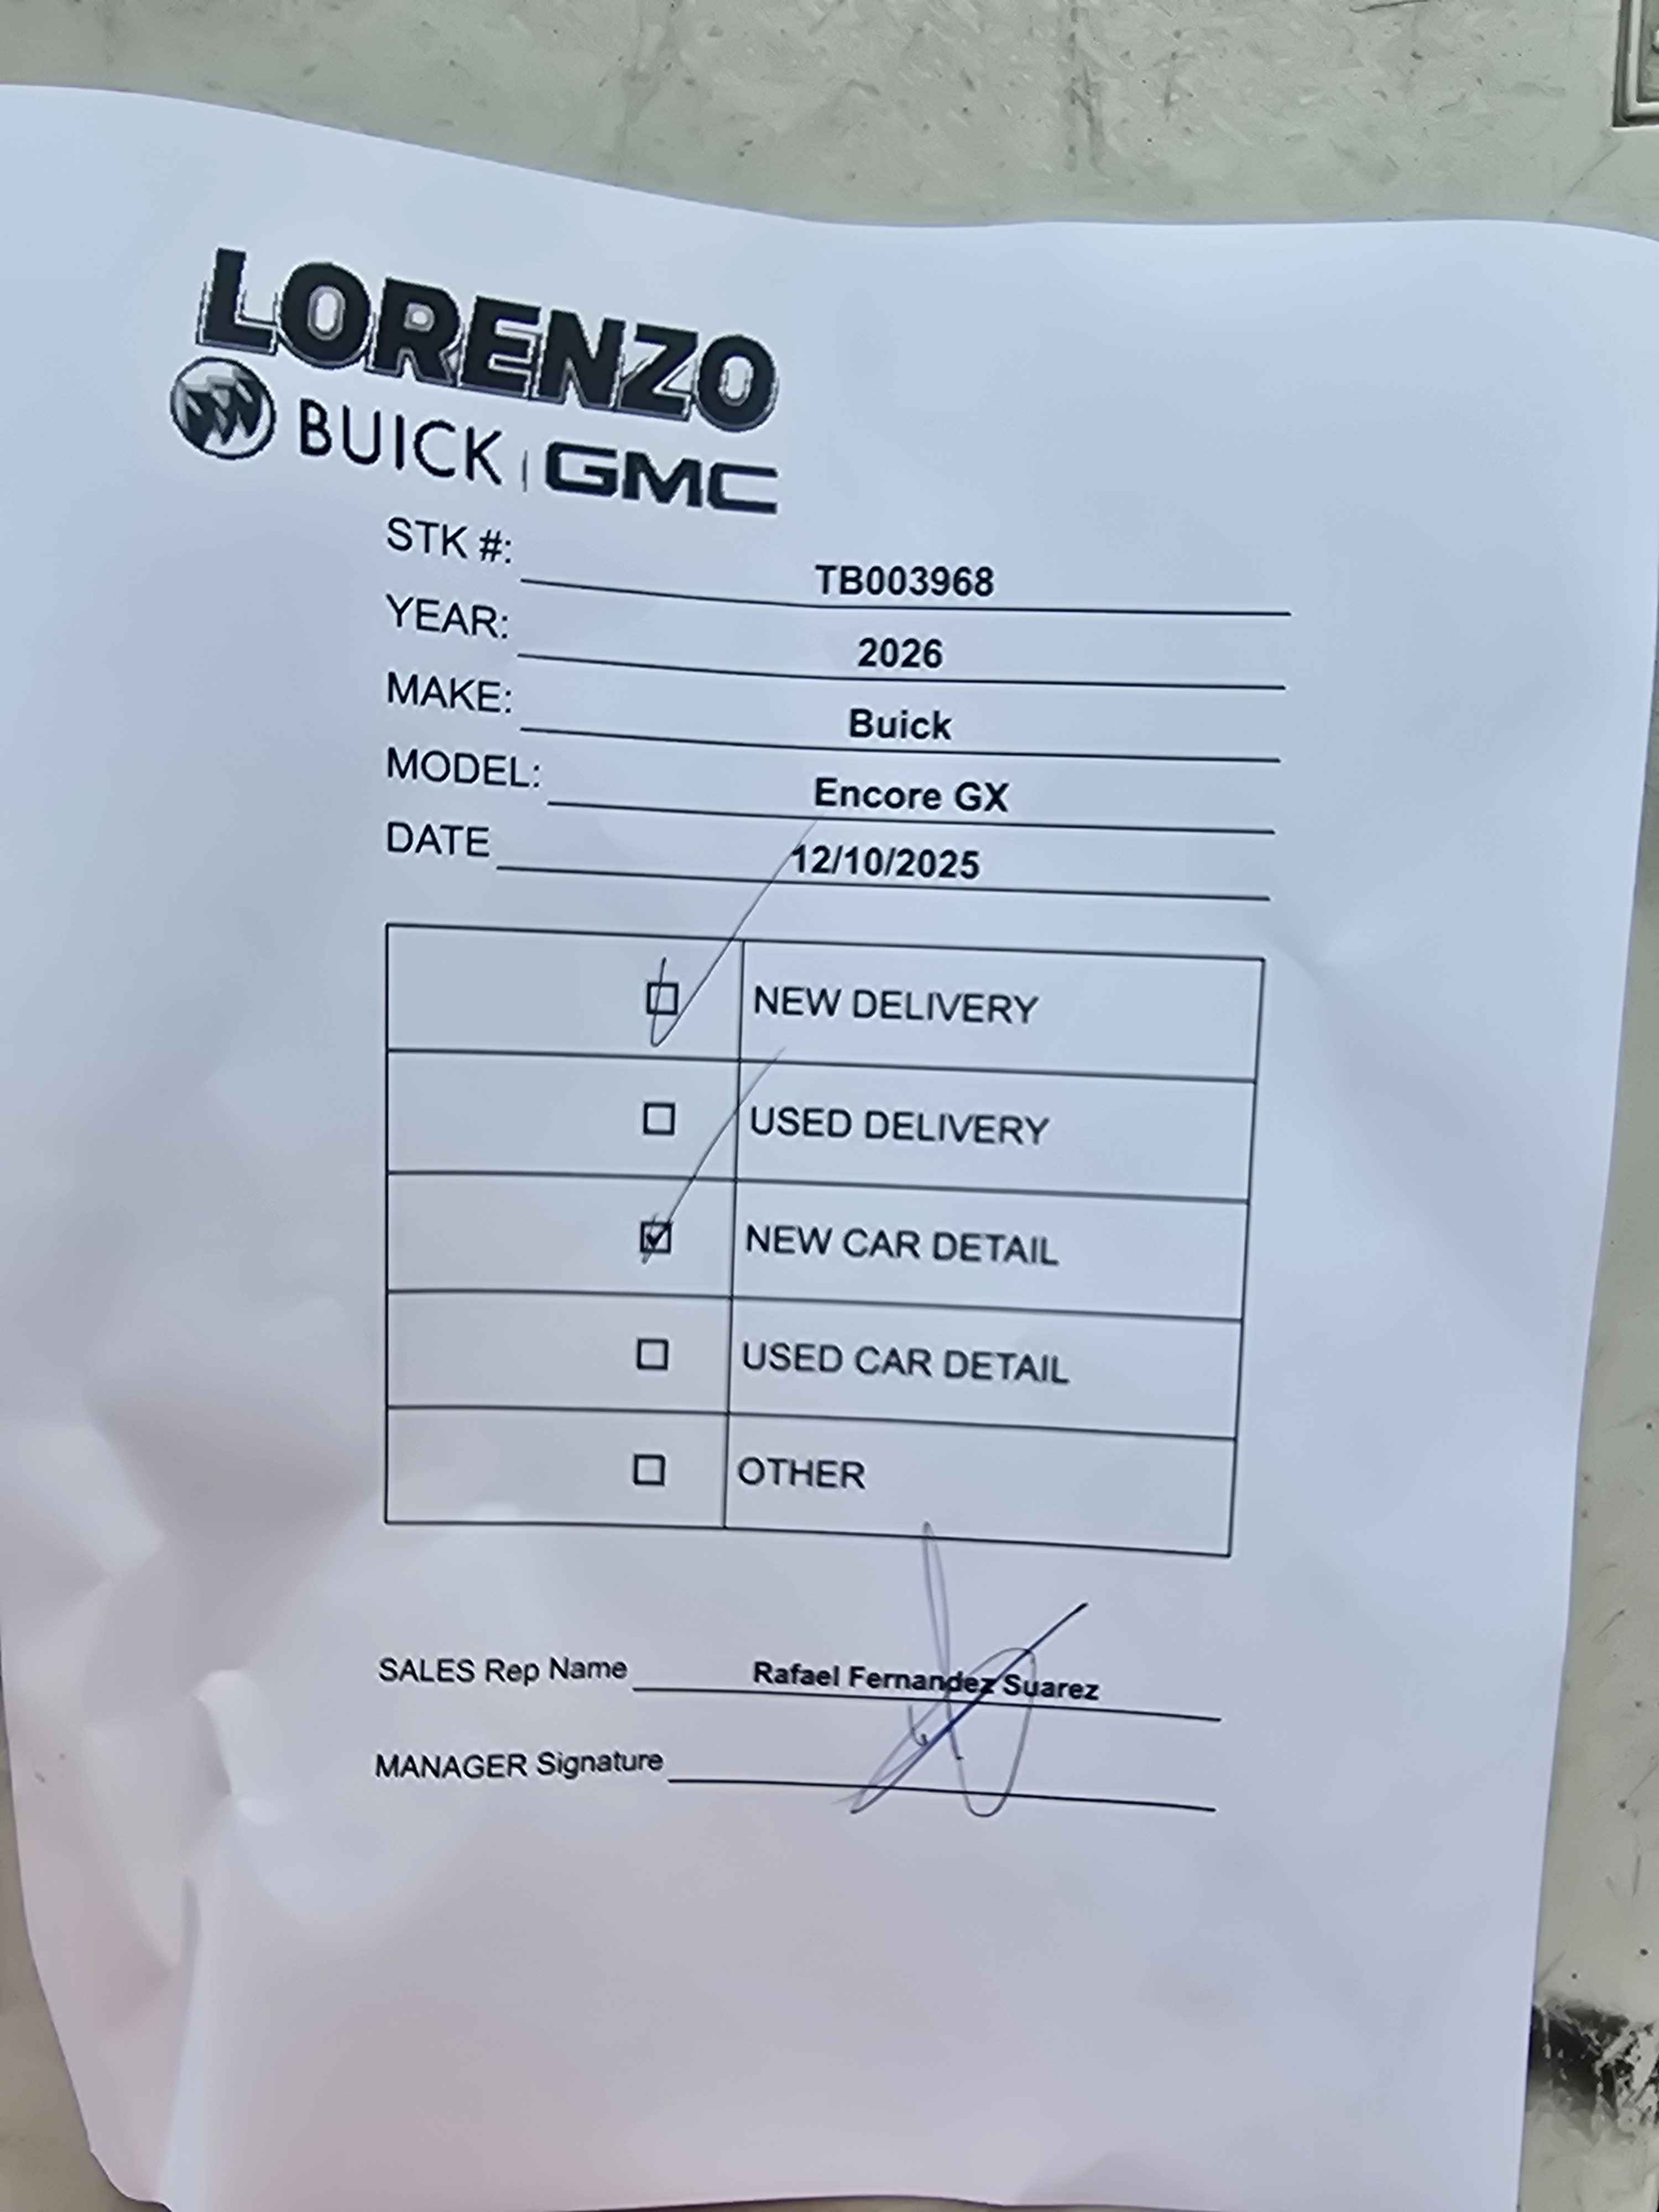 LORENZO
BUICK | GMC
STK #: TB003968
YEAR: 2026
MAKE: Buick
MODEL: Encore GX
DATE 12/10/2025
☐ NEW DELIVERY
☐ USED DELIVERY
☑ NEW CAR DETAIL
☐ USED CAR DETAIL
☐ OTHER
SALES Rep Name Rafael Fernandez Suarez
MANAGER Signature